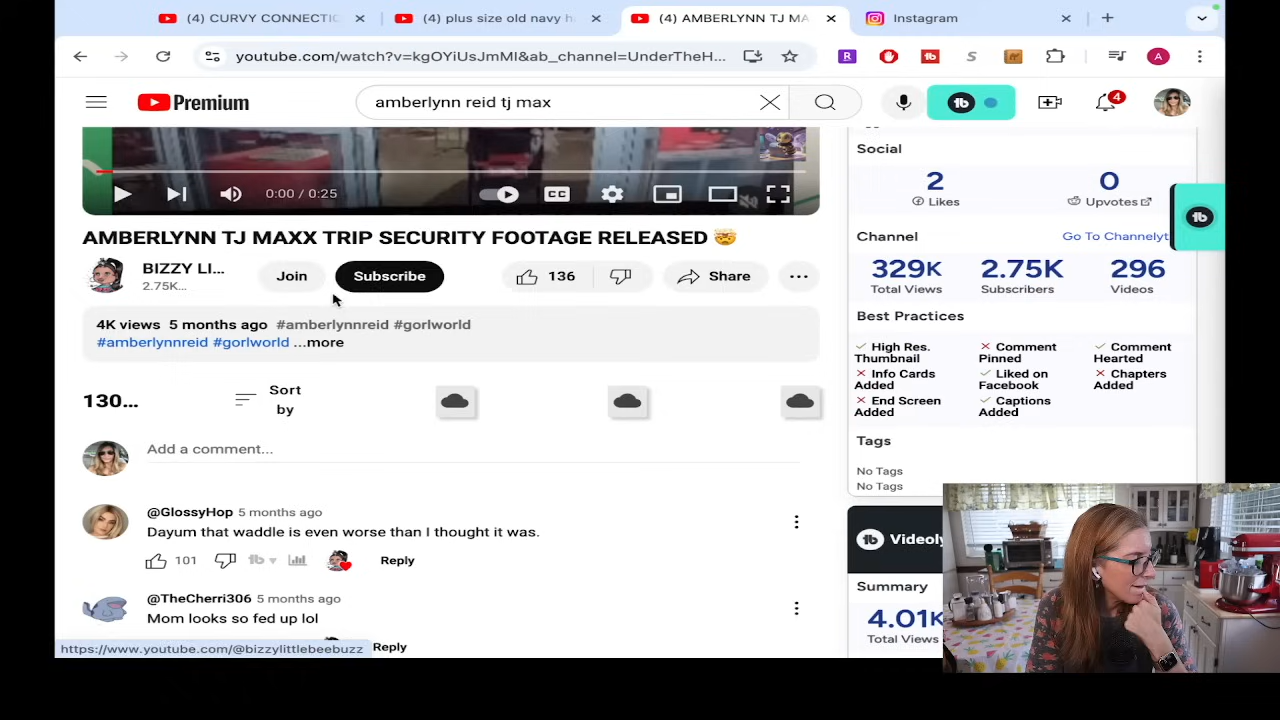 (4) CURVY CONNECTIC
(4) plus size old navy h
(4) AMBERLYNN TJ MA
Instagram
youtube.com/watch?v=kgOYiUsJmMI&ab_channel=UnderTheH...
R
S
A
Premium
amberlynn reid tj max
4
0:00 / 0:25
CC
AMBERLYNN TJ MAXX TRIP SECURITY FOOTAGE RELEASED 🤯
BIZZY LI...
2.75K...
Join
Subscribe
136
Share
4K views 5 months ago #amberlynnreid #gorlworld
#amberlynnreid #gorlworld ...more
130...
Sort
by
Add a comment...
@GlossyHop 5 months ago
Dayum that waddle is even worse than I thought it was.
101
Reply
@TheCherri306 5 months ago
Mom looks so fed up lol
Reply
https://www.youtube.com/@bizzylittlebeebuzz
Social
2
Likes
0
Upvotes
Channel
Go To Channelyt
329K
Total Views
2.75K
Subscribers
296
Videos
Best Practices
High Res.
Thumbnail
Comment
Pinned
Comment
Hearted
Info Cards
Added
Liked on
Facebook
Chapters
Added
End Screen
Added
Captions
Added
Tags
No Tags
No Tags
Videoly
Summary
4.01K
Total Views